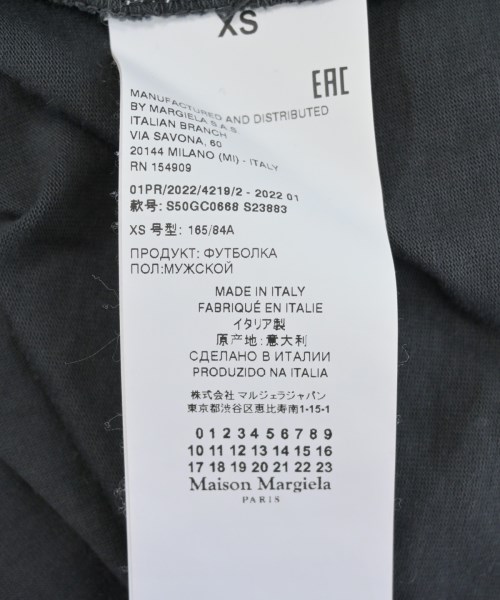 XS
EAC
MANUFACTURED AND DISTRIBUTED
BY MARGIELA S.A.S.
ITALIAN BRANCH
VIA SAVONA, 60
20144 MILANO (MI) - ITALY
RN 154909
01PR/2022/4219/2 - 2022 01
款号: S50GC0668 S23883
XS 号型: 165/84A
ПРОДУКТ: ФУТБОЛКА
ПОЛ:МУЖСКОЙ
MADE IN ITALY
FABRIQUÉ EN ITALIE
イタリア製
原产地: 意大利
СДЕЛАНО В ИТАЛИИ
PRODUZIDO NA ITALIA
株式会社 マルジェラジャパン
東京都渋谷区恵比寿南1-15-1
0 1 2 3 4 5 6 7 8 9
10 11 12 13 14 15 16
17 18 19 20 21 22 23
Maison Margiela
PARIS